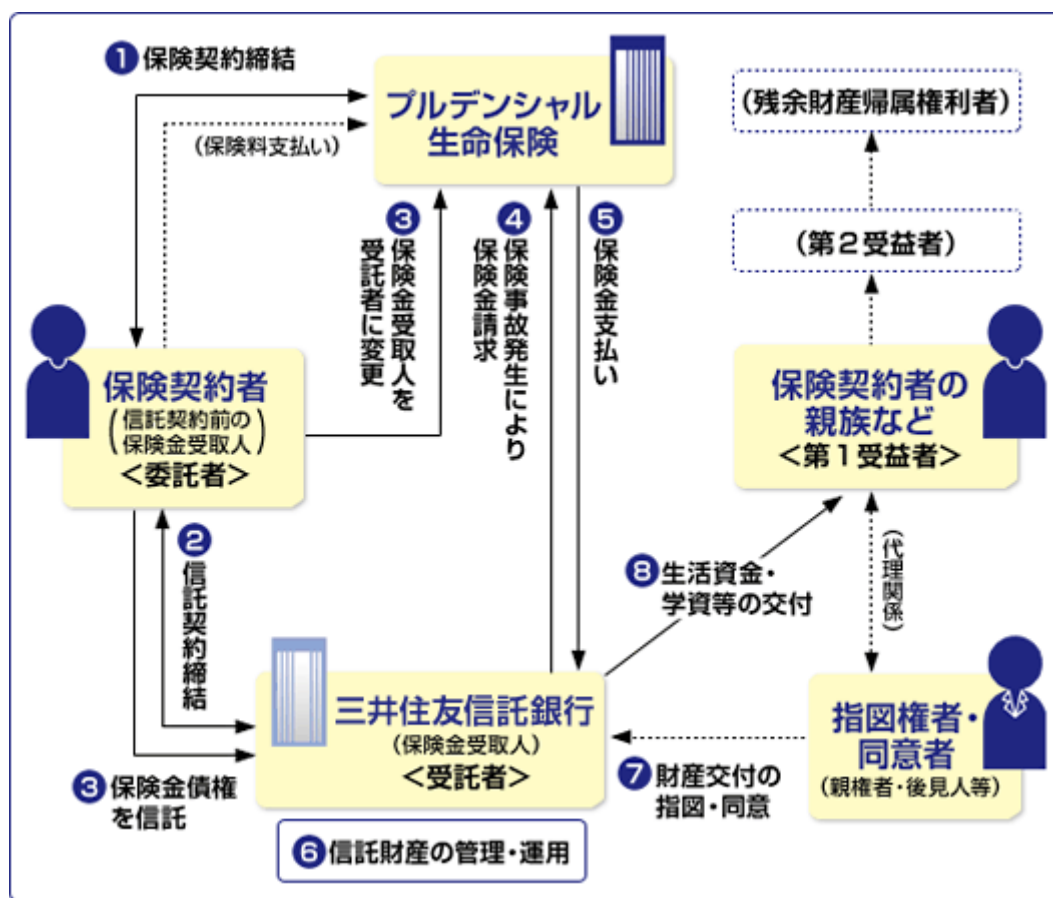 ❶保険契約締結
プルデンシャル
生命保険
(保険料支払い)
(残余財産帰属権利者)
(第2受益者)
❸保険金受取人を
受託者に変更
❹保険事故発生により
保険金請求
❺保険金支払い
保険契約者
(信託契約前の
保険金受取人)
<委託者>
保険契約者の
親族など
<第1受益者>
❷信託契約締結
❽生活資金・
学資等の交付
(代理関係)
三井住友信託銀行
(保険金受取人)
<受託者>
指図権者・
同意者
(親権者・後見人等)
❸保険金債権
を信託
❼財産交付の
指図・同意
❻信託財産の管理・運用